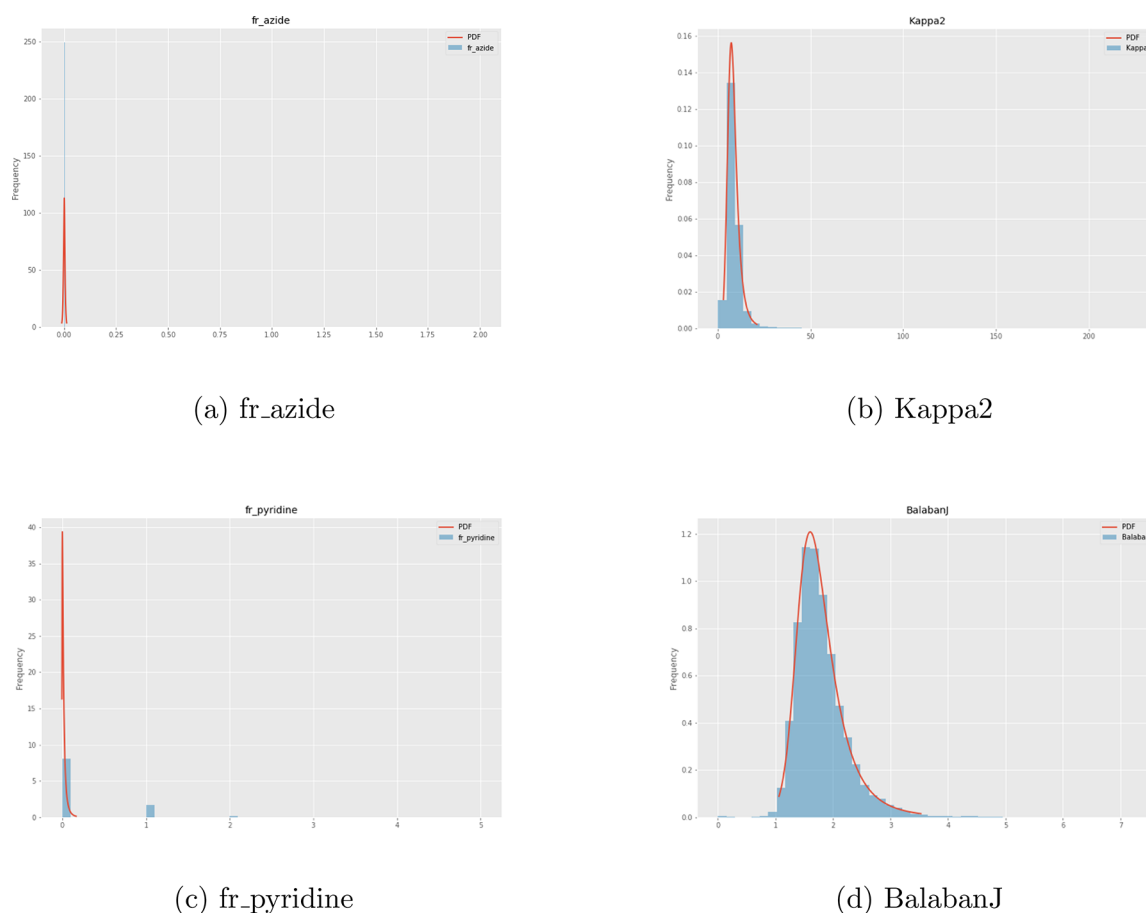 fr_azide
PDF
fr_azide
Frequency
250
200
150
100
50
0
0.00 0.25 0.50 0.75 1.00 1.25 1.50 1.75 2.00
(a) fr_azide
Kappa2
PDF
Kappa
Frequency
0.16
0.14
0.12
0.10
0.08
0.06
0.04
0.02
0.00
0 50 100 150 200
(b) Kappa2
fr_pyridine
PDF
fr_pyridine
Frequency
40
35
30
25
20
15
10
5
0
0 1 2 3 4 5
(c) fr_pyridine
BalabanJ
PDF
Balaba
Frequency
1.2
1.0
0.8
0.6
0.4
0.2
0.0
0 1 2 3 4 5 6 7
(d) BalabanJ